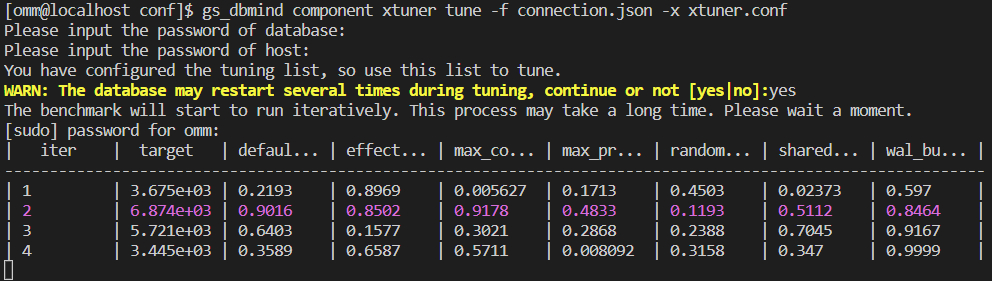 [omm@localhost conf]$ gs_dbmind component xtuner tune -f connection.json -x xtuner.conf
Please input the password of database:
Please input the password of host:
You have configured the tuning list, so use this list to tune.
WARN: The database may restart several times during tuning, continue or not [yes|no]:yes
The benchmark will start to run iteratively. This process may take a long time. Please wait a moment.
[sudo] password for omm:
|   iter    |  target   | defaul... | effect... | max_co... | max_pr... | random... | shared... | wal_bu... |
-------------------------------------------------------------------------------------------------------------
| 1         | 3.675e+03 | 0.2193    | 0.8969    | 0.005627  | 0.1713    | 0.4503    | 0.02373   | 0.597     |
| 2         | 6.874e+03 | 0.9016    | 0.8502    | 0.9178    | 0.4833    | 0.1193    | 0.5112    | 0.8464    |
| 3         | 5.721e+03 | 0.6403    | 0.1577    | 0.3021    | 0.2868    | 0.2388    | 0.7045    | 0.9167    |
| 4         | 3.445e+03 | 0.3589    | 0.6587    | 0.5711    | 0.008092  | 0.3158    | 0.347     | 0.9999    |